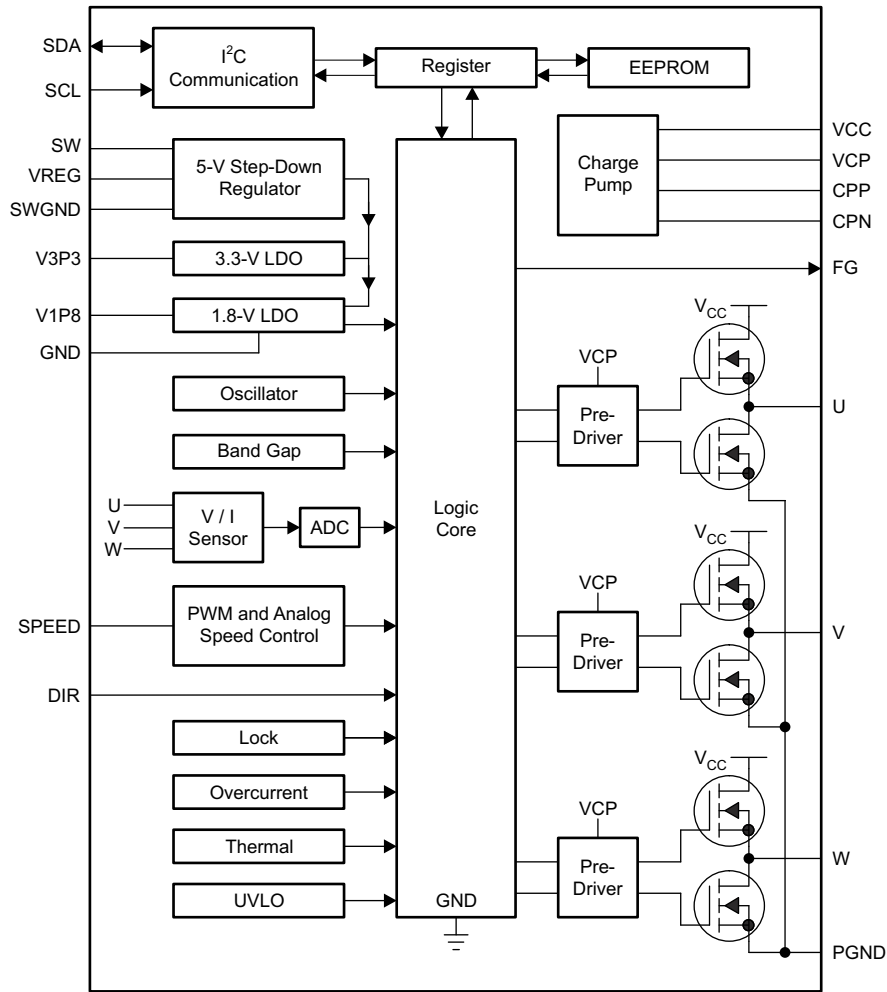 SDA
SCL
I2C
Communication
Register
EEPROM
SW
VREG
SWGND
5-V Step-Down
Regulator
V3P3
3.3-V LDO
V1P8
1.8-V LDO
GND
Oscillator
Band Gap
U
V
W
V / I
Sensor
ADC
SPEED
PWM and Analog
Speed Control
DIR
Lock
Overcurrent
Thermal
UVLO
Logic
Core
GND
Charge
Pump
VCC
VCP
CPP
CPN
FG
VCC
VCP
Pre-
Driver
U
VCC
VCP
Pre-
Driver
V
VCC
VCP
Pre-
Driver
W
PGND